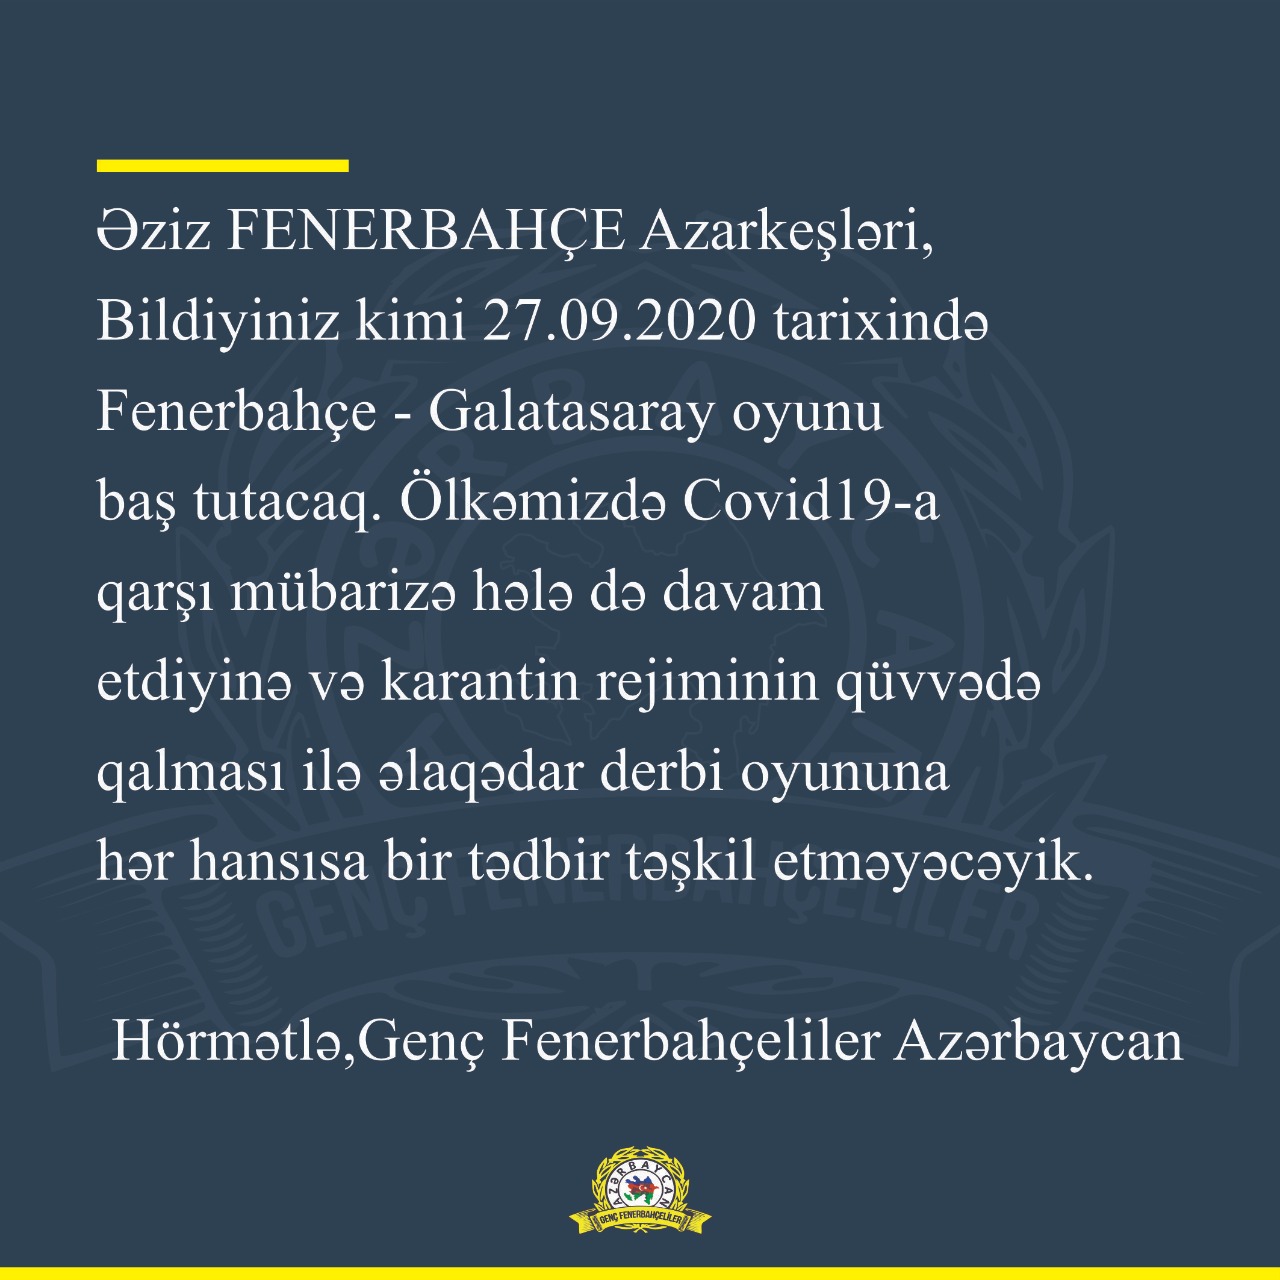 Əziz FENERBAHÇE Azarkeşləri,
Bildiyiniz kimi 27.09.2020 tarixində
Fenerbahçe - Galatasaray oyunu
baş tutacaq. Ölkəmizdə Covid19-a
qarşı mübarizə hələ də davam
etdiyinə və karantin rejiminin qüvvədə
qalması ilə əlaqədar derbi oyununa
hər hansısa bir tədbir təşkil etməyəcəyik.
Hörmətlə,Genç Fenerbahçeliler Azərbaycan
AZƏRBAYCAN
GENÇ FENERBAHÇELİLER